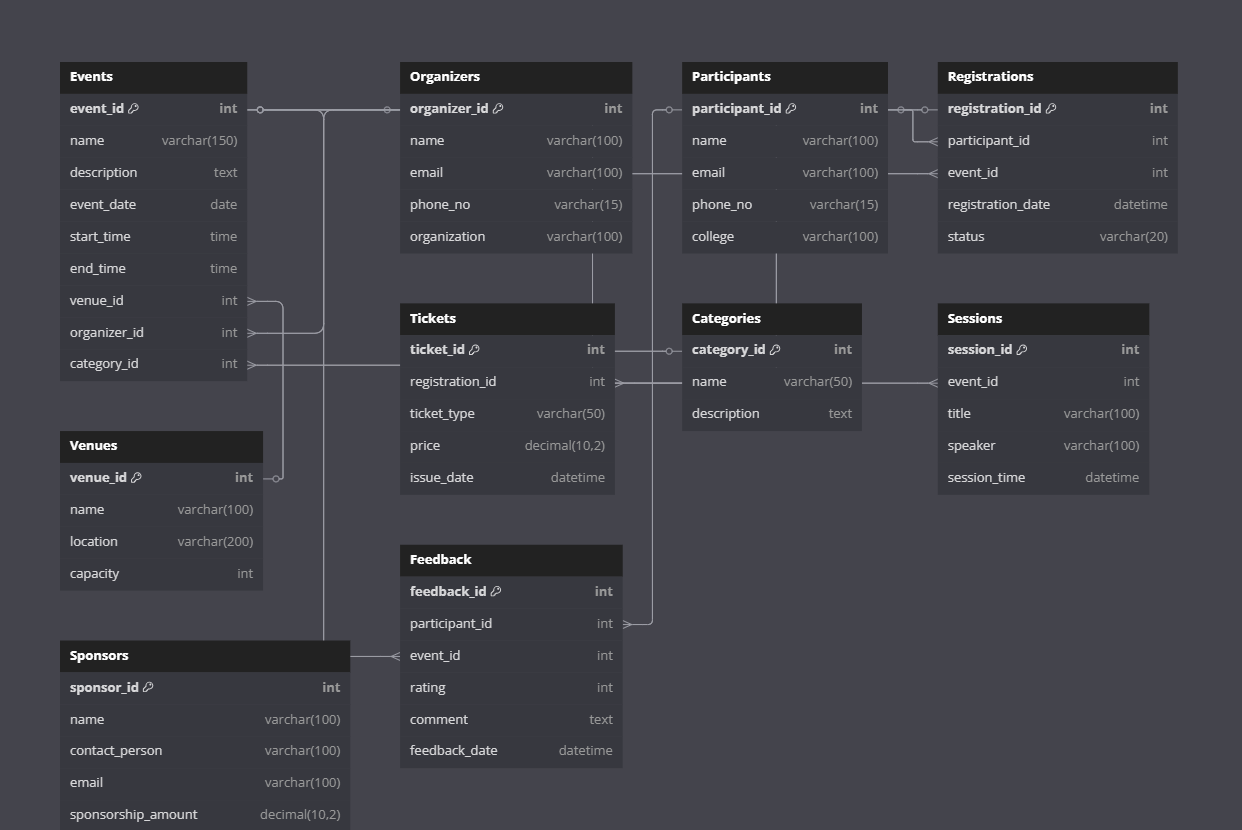 Events
event_id int
name varchar(150)
description text
event_date date
start_time time
end_time time
venue_id int
organizer_id int
category_id int
Organizers
organizer_id int
name varchar(100)
email varchar(100)
phone_no varchar(15)
organization varchar(100)
Participants
participant_id int
name varchar(100)
email varchar(100)
phone_no varchar(15)
college varchar(100)
Registrations
registration_id int
participant_id int
event_id int
registration_date datetime
status varchar(20)
Tickets
ticket_id int
registration_id int
ticket_type varchar(50)
price decimal(10,2)
issue_date datetime
Categories
category_id int
name varchar(50)
description text
Sessions
session_id int
event_id int
title varchar(100)
speaker varchar(100)
session_time datetime
Venues
venue_id int
name varchar(100)
location varchar(200)
capacity int
Feedback
feedback_id int
participant_id int
event_id int
rating int
comment text
feedback_date datetime
Sponsors
sponsor_id int
name varchar(100)
contact_person varchar(100)
email varchar(100)
sponsorship_amount decimal(10,2)